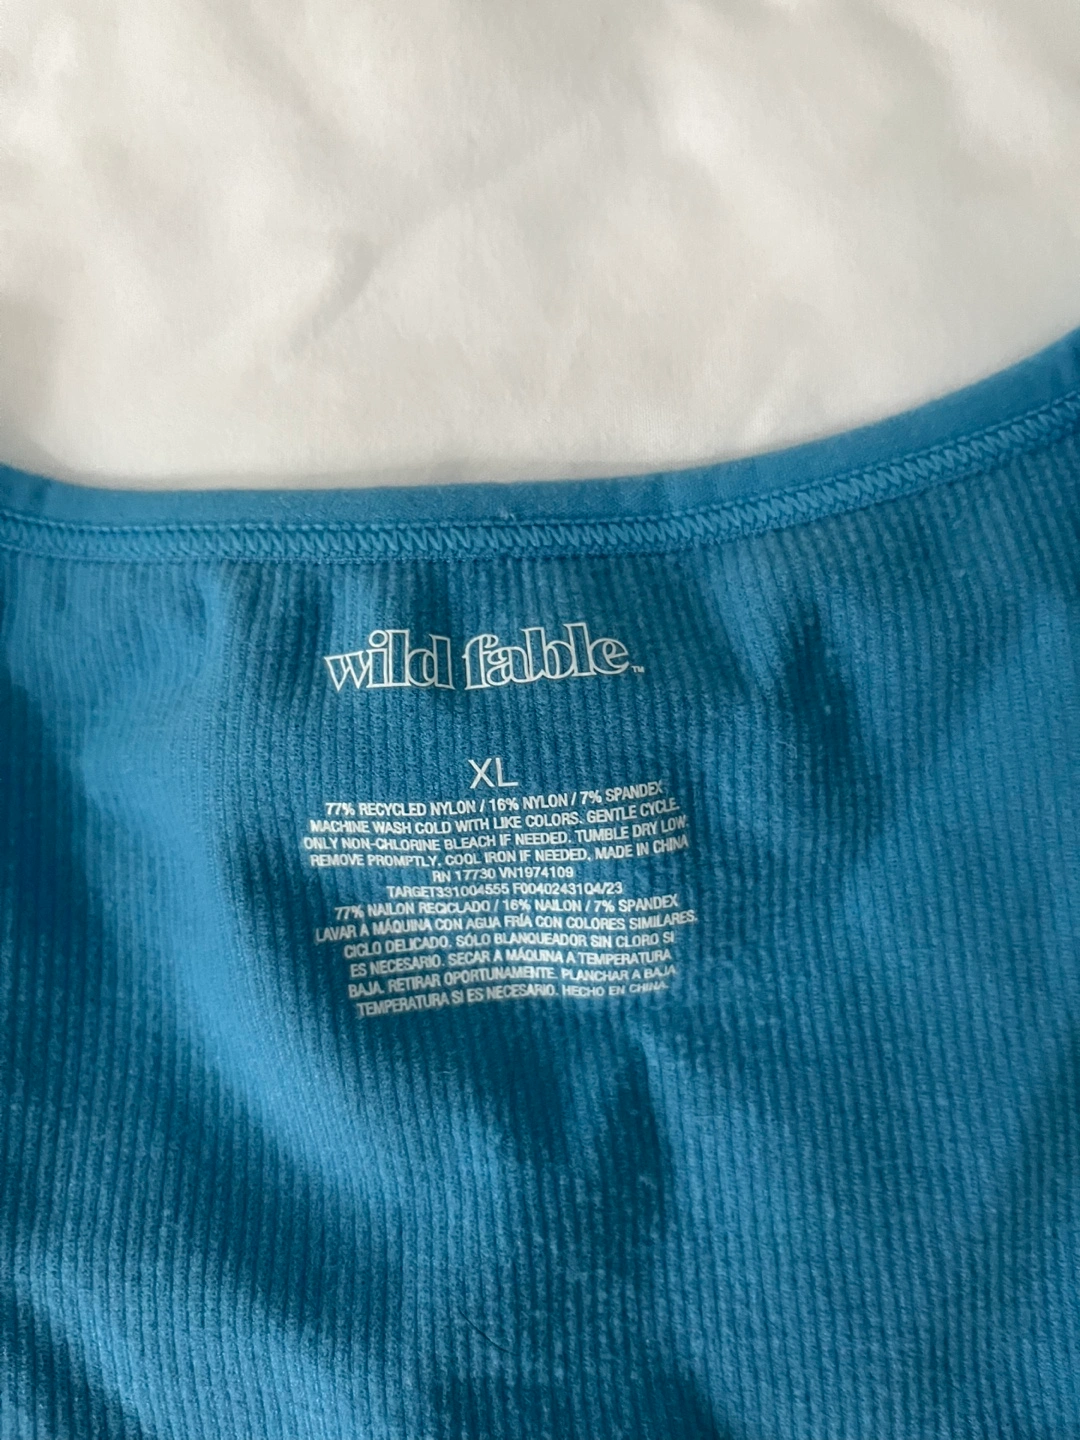 wild fable™
XL
77% RECYCLED NYLON / 16% NYLON / 7% SPANDEX
MACHINE WASH COLD WITH LIKE COLORS. GENTLE CYCLE.
ONLY NON-CHLORINE BLEACH IF NEEDED. TUMBLE DRY LOW.
REMOVE PROMPTLY. COOL IRON IF NEEDED. MADE IN CHINA
RN 17730 VN1974109
TARGET331004555 F0040243104/23
77% NAILON RECICLADO / 16% NAILON / 7% SPANDEX
LAVAR A MÁQUINA CON AGUA FRÍA CON COLORES SIMILARES.
CICLO DELICADO. SÓLO BLANQUEADOR SIN CLORO SI
ES NECESARIO. SECAR A MÁQUINA A TEMPERATURA
BAJA. RETIRAR OPORTUNAMENTE. PLANCHAR A BAJA
TEMPERATURA SI ES NECESARIO. HECHO EN CHINA.